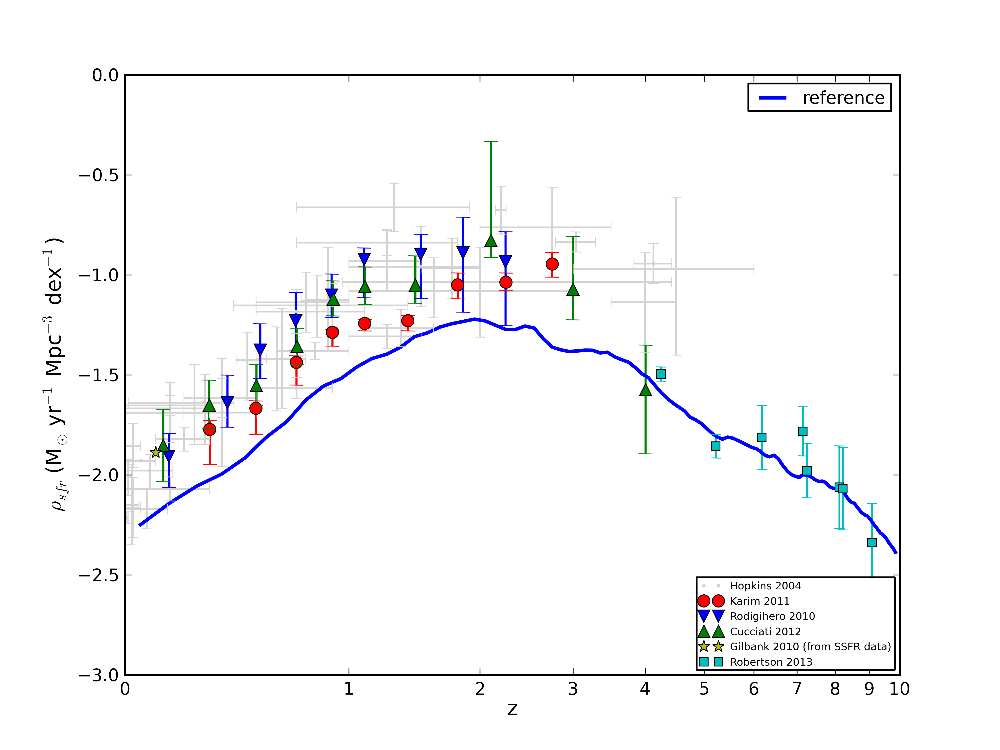 0.0
−0.5
−1.0
−1.5
−2.0
−2.5
−3.0
ρ_sfr (M_⊙ yr⁻¹ Mpc⁻³ dex⁻¹)
reference
Hopkins 2004
Karim 2011
Rodigihero 2010
Cucciati 2012
Gilbank 2010 (from SSFR data)
Robertson 2013
0 1 2 3 4 5 6 7 8 9 10
z